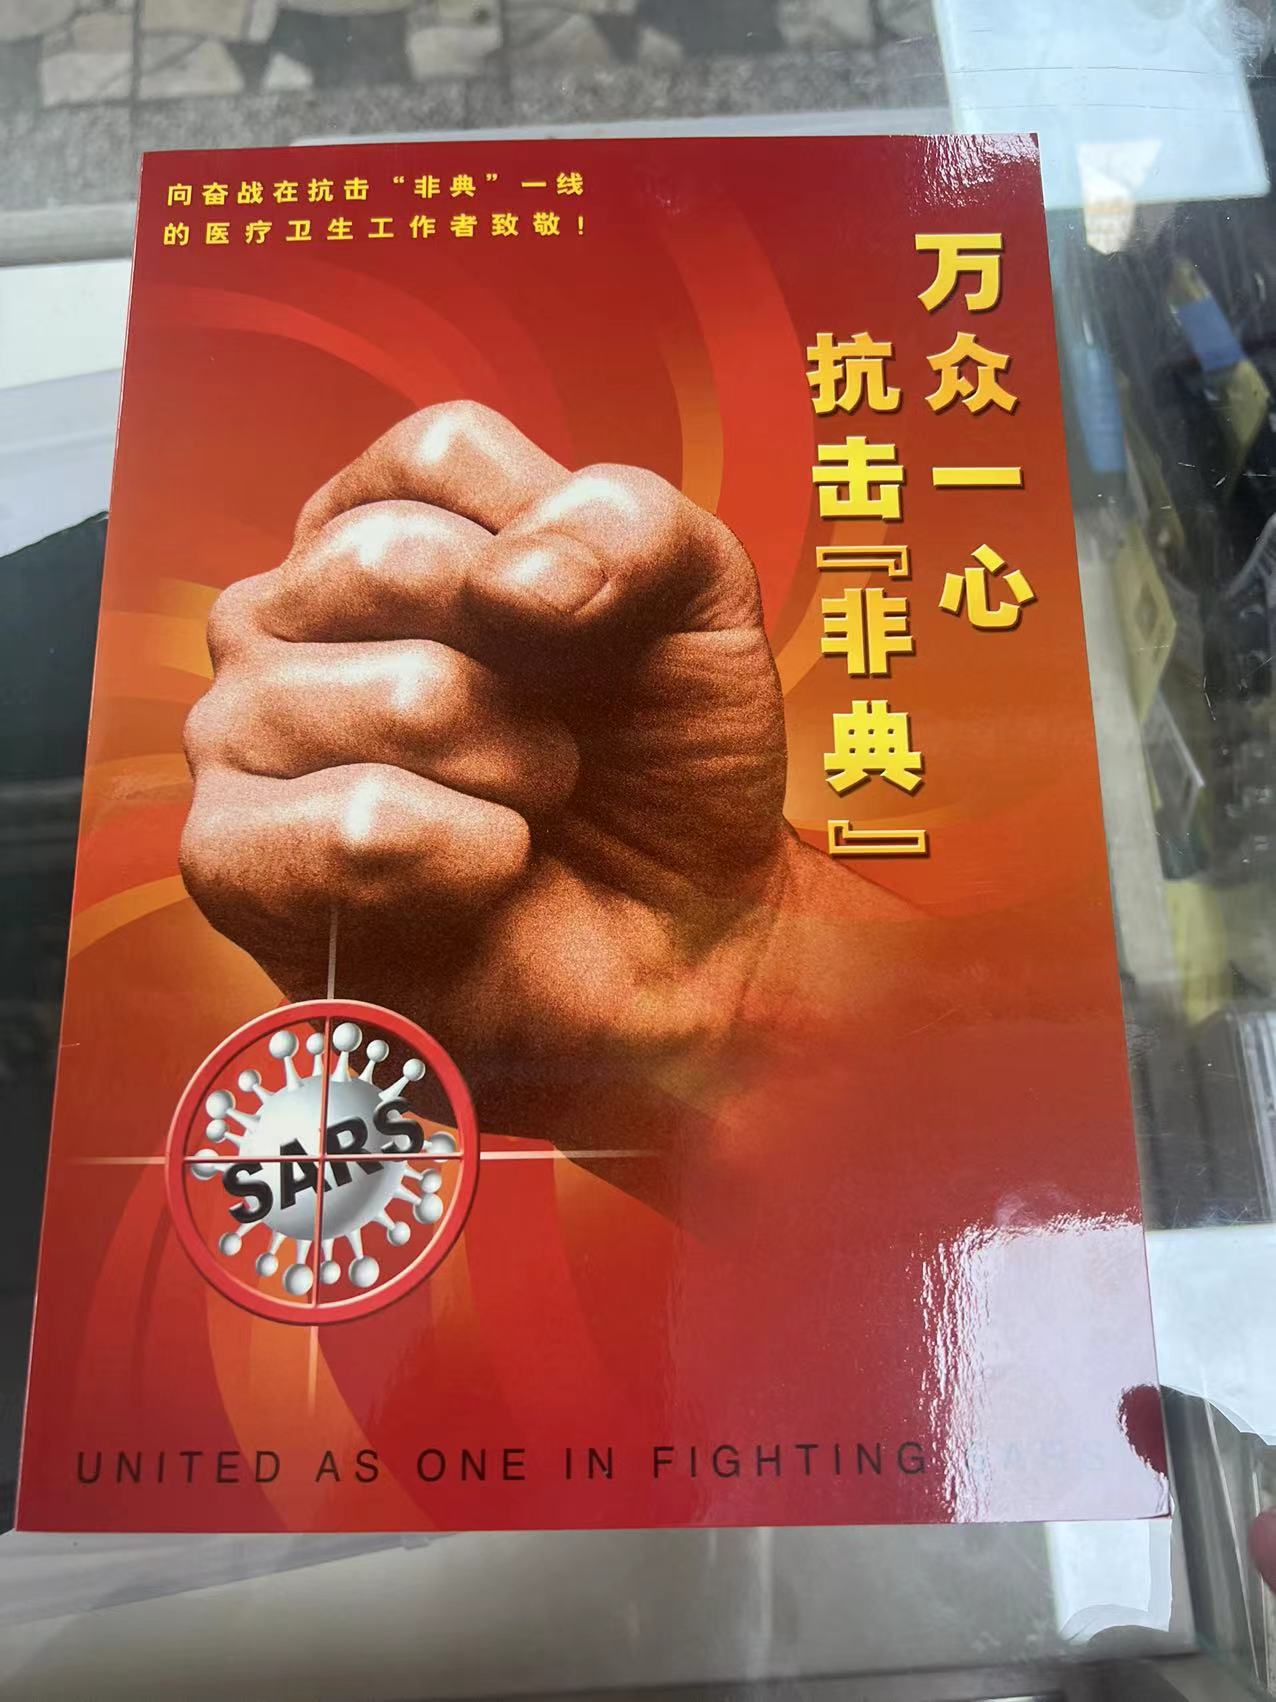 向奋战在抗击“非典”一线
的医疗卫生工作者致敬！
万众一心
抗击『非典』
SARS
UNITED AS ONE IN FIGHTING SARS